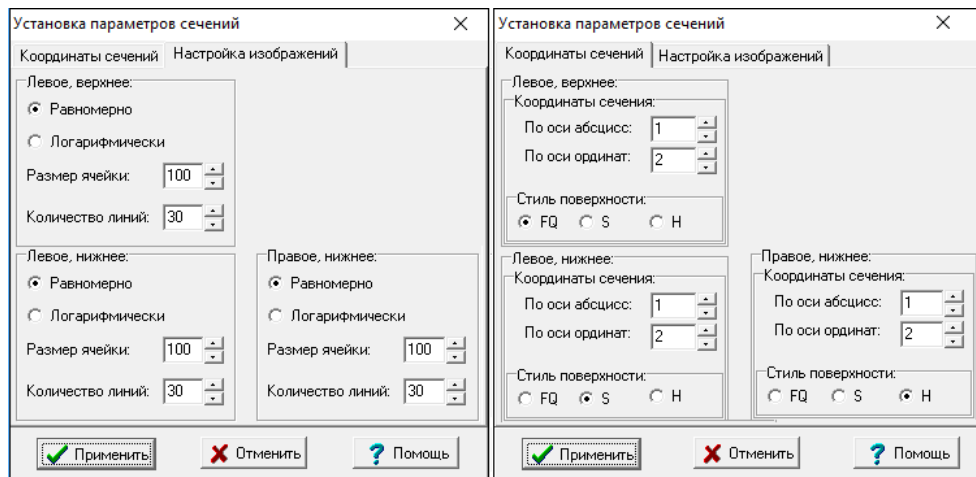 Установка параметров сечений
Координаты сечений Настройка изображений
Левое, верхнее:
Равномерно
Логарифмически
Размер ячейки: 100
Количество линий: 30
Левое, нижнее:
Равномерно
Логарифмически
Размер ячейки: 100
Количество линий: 30
Правое, нижнее:
Равномерно
Логарифмически
Размер ячейки: 100
Количество линий: 30
Применить Отменить Помощь
Установка параметров сечений
Координаты сечений Настройка изображений
Левое, верхнее:
Координаты сечения:
По оси абсцисс: 1
По оси ординат: 2
Стиль поверхности:
FQ S H
Левое, нижнее:
Координаты сечения:
По оси абсцисс: 1
По оси ординат: 2
Стиль поверхности:
FQ S H
Правое, нижнее:
Координаты сечения:
По оси абсцисс: 1
По оси ординат: 2
Стиль поверхности:
FQ S H
Применить Отменить Помощь